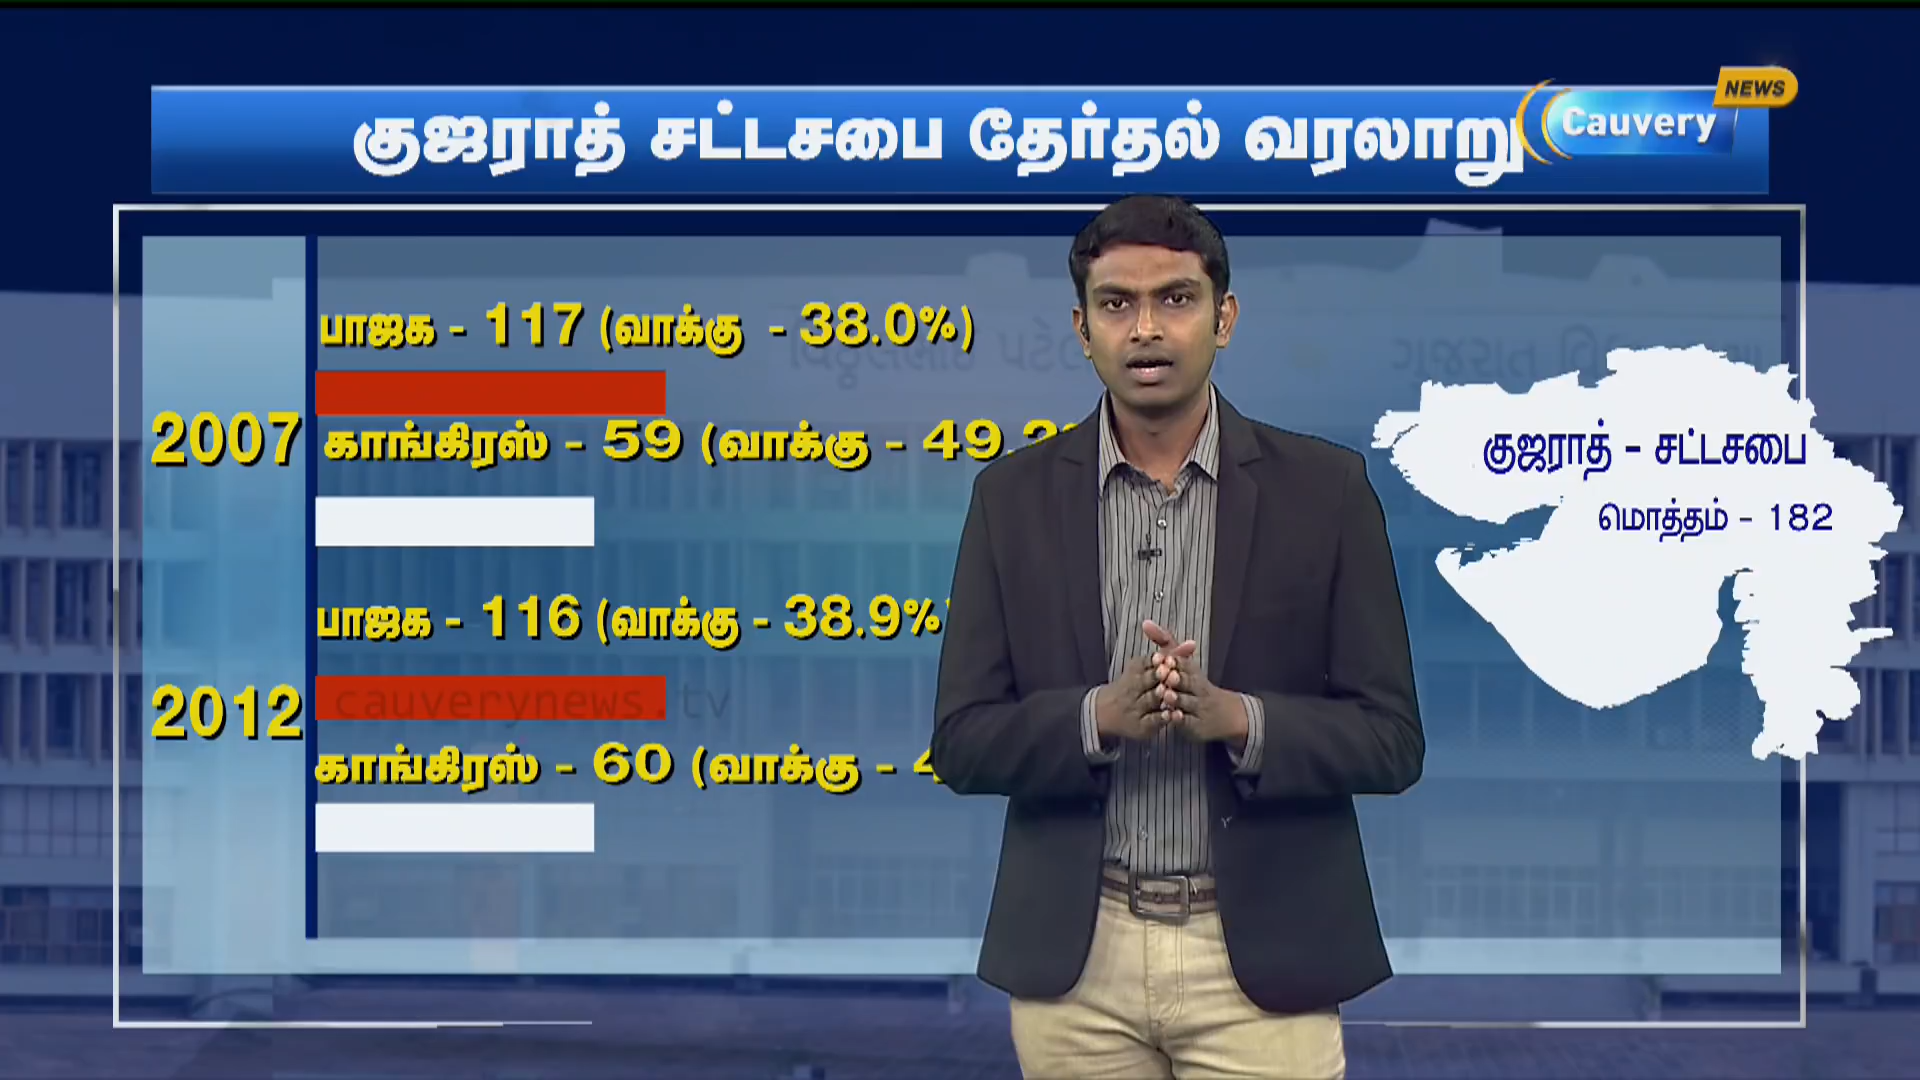 குஜராத் சட்டசபை தேர்தல் வரலாறு
Cauvery NEWS
2007
பாஜக - 117 (வாக்கு - 38.0%)
காங்கிரஸ் - 59 (வாக்கு -
2012
பாஜக - 116 (வாக்கு - 38.9%
cauverynews.tv
காங்கிரஸ் - 60 (வாக்கு -
குஜராத் - சட்டசபை
மொத்தம் - 182